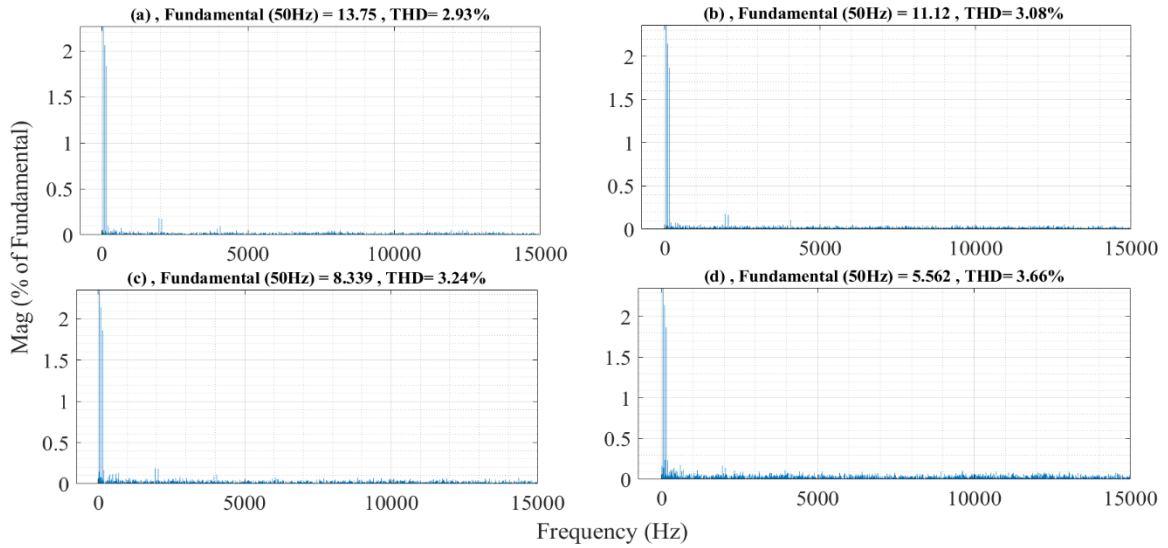 (a) , Fundamental (50Hz) = 13.75 , THD= 2.93%
2
1.5
1
0.5
0
0 5000 10000 15000
(b) , Fundamental (50Hz) = 11.12 , THD= 3.08%
2
1.5
1
0.5
0
0 5000 10000 15000
Mag (% of Fundamental)
(c) , Fundamental (50Hz) = 8.339 , THD= 3.24%
2
1.5
1
0.5
0
0 5000 10000 15000
(d) , Fundamental (50Hz) = 5.562 , THD= 3.66%
2
1.5
1
0.5
0
0 5000 10000 15000
Frequency (Hz)